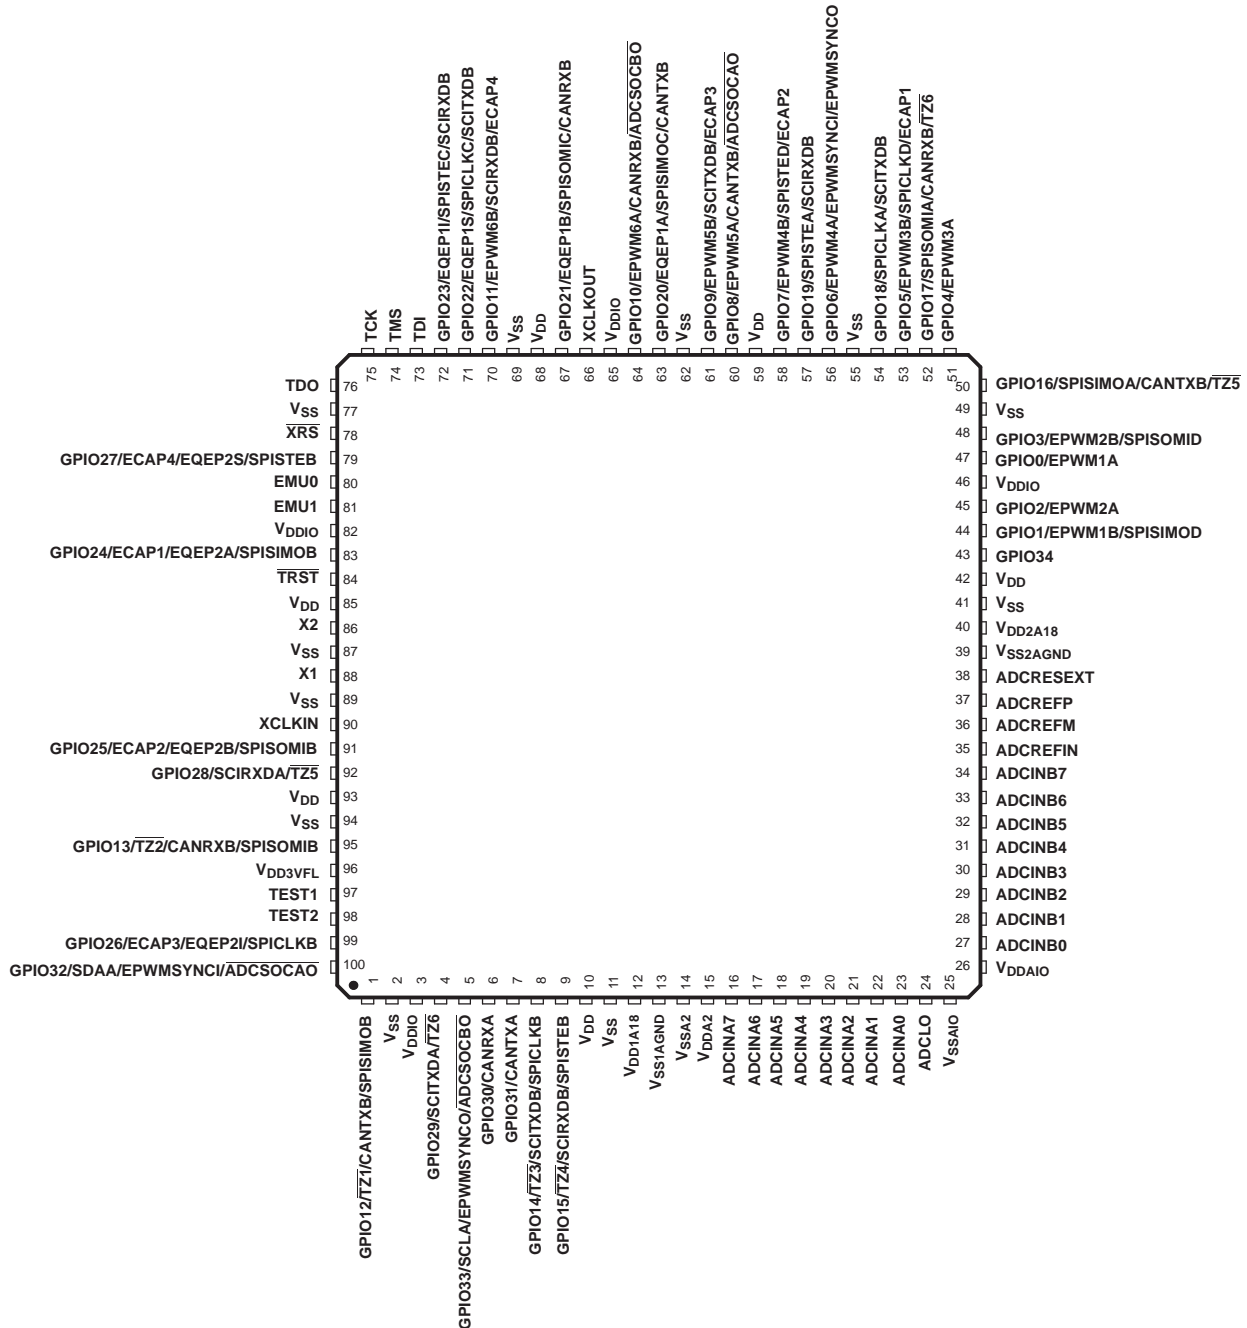 GPIO23/EQEP1I/SPISTEC/SCIRXDB
GPIO22/EQEP1S/SPICLKC/SCITXDB
GPIO11/EPWM6B/SCIRXDB/ECAP4
GPIO21/EQEP1B/SPISOMIC/CANRXB
GPIO10/EPWM6A/CANRXB/ADCSOCBO
GPIO20/EQEP1A/SPISIMOC/CANTXB
GPIO9/EPWM5B/SCITXDB/ECAP3
GPIO8/EPWM5A/CANTXB/ADCSOCAO
GPIO7/EPWM4B/SPISTED/ECAP2
GPIO19/SPISTEA/SCIRXDB
GPIO6/EPWM4A/EPWMSYNCI/EPWMSYNCO
GPIO18/SPICLKA/SCITXDB
GPIO5/EPWM3B/SPICLKD/ECAP1
GPIO17/SPISOMIA/CANRXB/TZ6
GPIO4/EPWM3A
TCK
TMS
TDI
VSS
VDD
XCLKOUT
VDDIO
VSS
VDD
VSS
75 74 73 72 71 70 69 68 67 66 65 64 63 62 61 60 59 58 57 56 55 54 53 52 51
TDO 76
VSS 77
XRS 78
GPIO27/ECAP4/EQEP2S/SPISTEB 79
EMU0 80
EMU1 81
VDDIO 82
GPIO24/ECAP1/EQEP2A/SPISIMOB 83
TRST 84
VDD 85
X2 86
VSS 87
X1 88
VSS 89
XCLKIN 90
GPIO25/ECAP2/EQEP2B/SPISOMIB 91
GPIO28/SCIRXDA/TZ5 92
VDD 93
VSS 94
GPIO13/TZ2/CANRXB/SPISOMIB 95
VDD3VFL 96
TEST1 97
TEST2 98
GPIO26/ECAP3/EQEP2I/SPICLKB 99
GPIO32/SDAA/EPWMSYNCI/ADCSOCAO 100
50 GPIO16/SPISIMOA/CANTXB/TZ5
49 VSS
48 GPIO3/EPWM2B/SPISOMID
47 GPIO0/EPWM1A
46 VDDIO
45 GPIO2/EPWM2A
44 GPIO1/EPWM1B/SPISIMOD
43 GPIO34
42 VDD
41 VSS
40 VDD2A18
39 VSS2AGND
38 ADCRESEXT
37 ADCREFP
36 ADCREFM
35 ADCREFIN
34 ADCINB7
33 ADCINB6
32 ADCINB5
31 ADCINB4
30 ADCINB3
29 ADCINB2
28 ADCINB1
27 ADCINB0
26 VDDAIO
1 2 3 4 5 6 7 8 9 10 11 12 13 14 15 16 17 18 19 20 21 22 23 24 25
GPIO12/TZ1/CANTXB/SPISIMOB
VSS
VDDIO
GPIO29/SCITXDA/TZ6
GPIO33/SCLA/EPWMSYNCO/ADCSOCBO
GPIO30/CANRXA
GPIO31/CANTXA
GPIO14/TZ3/SCITXDB/SPICLKB
GPIO15/TZ4/SCIRXDB/SPISTEB
VDD
VSS
VDD1A18
VSS1AGND
VSSA2
VDDA2
ADCINA7
ADCINA6
ADCINA5
ADCINA4
ADCINA3
ADCINA2
ADCINA1
ADCINA0
ADCLO
VSSAIO